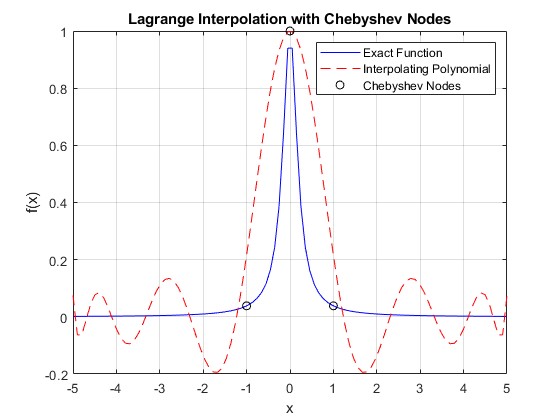 Lagrange Interpolation with Chebyshev Nodes
1
Exact Function
Interpolating Polynomial
Chebyshev Nodes
0.8
0.6
f(x)
0.4
0.2
0
-0.2
-5 -4 -3 -2 -1 0 1 2 3 4 5
x